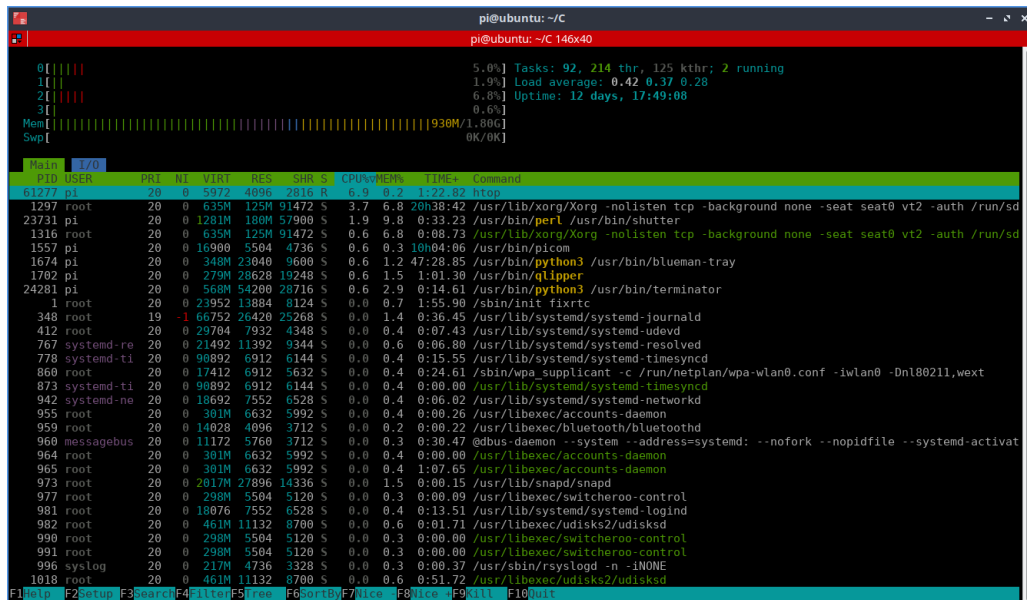 pi@ubuntu: ~/C
pi@ubuntu: ~/C 146x40
0[||||| 5.0%] Tasks: 92, 214 thr, 125 kthr; 2 running
1[|| 1.9%] Load average: 0.42 0.37 0.28
2[||||| 6.8%] Uptime: 12 days, 17:49:08
3[| 0.6%]
Mem[|||||||||||||||||||||||||||||||||||||||||||||||||||||||930M/1.80G]
Swp[ 0K/0K]
Main I/O
PID USER PRI NI VIRT RES SHR S CPU%▽MEM% TIME+ Command
61277 pi 20 0 5972 4096 2816 R 6.9 0.2 1:22.82 htop
1297 root 20 0 635M 125M 91472 S 3.7 6.8 20h38:42 /usr/lib/xorg/Xorg -nolisten tcp -background none -seat seat0 vt2 -auth /run/sd
23731 pi 20 0 1281M 180M 57900 S 1.9 9.8 0:33.23 /usr/bin/perl /usr/bin/shutter
1316 root 20 0 635M 125M 91472 S 0.6 6.8 0:08.73 /usr/lib/xorg/Xorg -nolisten tcp -background none -seat seat0 vt2 -auth /run/sd
1557 pi 20 0 16900 5504 4736 S 0.6 0.3 10h04:06 /usr/bin/picom
1674 pi 20 0 348M 23040 9600 S 0.6 1.2 47:28.85 /usr/bin/python3 /usr/bin/blueman-tray
1702 pi 20 0 279M 28628 19248 S 0.6 1.5 1:01.30 /usr/bin/qlipper
24281 pi 20 0 568M 54200 28716 S 0.6 2.9 0:14.61 /usr/bin/python3 /usr/bin/terminator
1 root 20 0 23952 13884 8124 S 0.0 0.7 1:55.90 /sbin/init fixrtc
348 root 19 -1 66752 26420 25268 S 0.0 1.4 0:36.45 /usr/lib/systemd/systemd-journald
412 root 20 0 29704 7932 4348 S 0.0 0.4 0:07.43 /usr/lib/systemd/systemd-udevd
767 systemd-re 20 0 21492 11392 9344 S 0.0 0.6 0:06.80 /usr/lib/systemd/systemd-resolved
778 systemd-ti 20 0 90892 6912 6144 S 0.0 0.4 0:15.55 /usr/lib/systemd/systemd-timesyncd
860 root 20 0 17412 6912 5632 S 0.0 0.4 0:24.61 /sbin/wpa_supplicant -c /run/netplan/wpa-wlan0.conf -iwlan0 -Dnl80211,wext
873 systemd-ti 20 0 90892 6912 6144 S 0.0 0.4 0:00.00 /usr/lib/systemd/systemd-timesyncd
942 systemd-ne 20 0 18692 7552 6528 S 0.0 0.4 0:06.02 /usr/lib/systemd/systemd-networkd
955 root 20 0 301M 6632 5992 S 0.0 0.4 0:00.26 /usr/libexec/accounts-daemon
959 root 20 0 14028 4096 3712 S 0.0 0.2 0:00.22 /usr/libexec/bluetooth/bluetoothd
960 messagebus 20 0 11172 5760 3712 S 0.0 0.3 0:30.47 @dbus-daemon --system --address=systemd: --nofork --nopidfile --systemd-activat
964 root 20 0 301M 6632 5992 S 0.0 0.4 0:00.00 /usr/libexec/accounts-daemon
965 root 20 0 301M 6632 5992 S 0.0 0.4 1:07.65 /usr/libexec/accounts-daemon
973 root 20 0 2017M 27896 14336 S 0.0 1.5 0:00.15 /usr/lib/snapd/snapd
977 root 20 0 298M 5504 5120 S 0.0 0.3 0:00.09 /usr/libexec/switcheroo-control
981 root 20 0 18076 7552 6528 S 0.0 0.4 0:13.51 /usr/lib/systemd/systemd-logind
982 root 20 0 461M 11132 8700 S 0.0 0.6 0:01.71 /usr/libexec/udisks2/udisksd
990 root 20 0 298M 5504 5120 S 0.0 0.3 0:00.00 /usr/libexec/switcheroo-control
991 root 20 0 298M 5504 5120 S 0.0 0.3 0:00.00 /usr/libexec/switcheroo-control
996 syslog 20 0 217M 4736 3328 S 0.0 0.3 0:00.37 /usr/sbin/rsyslogd -n -iNONE
1018 root 20 0 461M 11132 8700 S 0.0 0.6 0:51.72 /usr/libexec/udisks2/udisksd
F1Help F2Setup F3SearchF4FilterF5Tree F6SortByF7Nice -F8Nice +F9Kill F10Quit